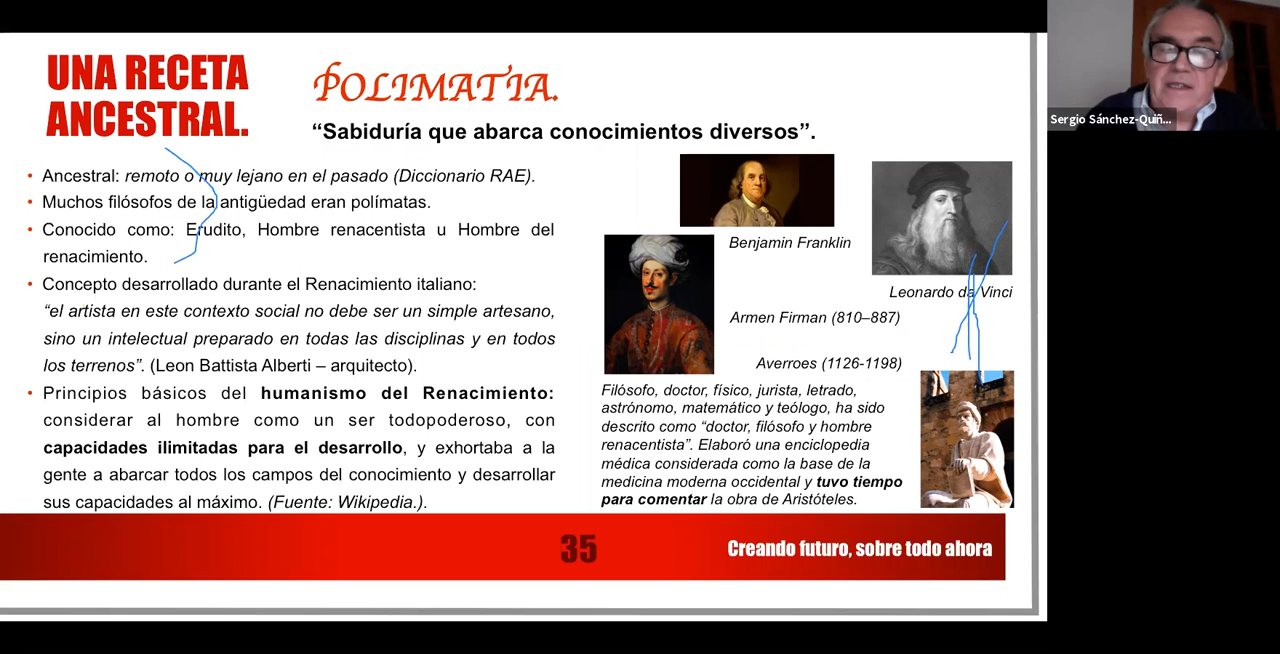 UNA RECETA
ANCESTRAL.
POLIMATIA.
“Sabiduría que abarca conocimientos diversos”.
• Ancestral: remoto o muy lejano en el pasado (Diccionario RAE).
• Muchos filósofos de la antigüedad eran polímatas.
• Conocido como: Erudito, Hombre renacentista u Hombre del
renacimiento.
• Concepto desarrollado durante el Renacimiento italiano:
“el artista en este contexto social no debe ser un simple artesano,
sino un intelectual preparado en todas las disciplinas y en todos
los terrenos”. (Leon Battista Alberti – arquitecto).
• Principios básicos del humanismo del Renacimiento:
considerar al hombre como un ser todopoderoso, con
capacidades ilimitadas para el desarrollo, y exhortaba a la
gente a abarcar todos los campos del conocimiento y desarrollar
sus capacidades al máximo. (Fuente: Wikipedia.).
Benjamin Franklin
Leonardo da Vinci
Armen Firman (810–887)
Averroes (1126-1198)
Filósofo, doctor, físico, jurista, letrado,
astrónomo, matemático y teólogo, ha sido
descrito como “doctor, filósofo y hombre
renacentista”. Elaboró una enciclopedia
médica considerada como la base de la
medicina moderna occidental y tuvo tiempo
para comentar la obra de Aristóteles.
35
Creando futuro, sobre todo ahora
Sergio Sánchez-Quiñ...